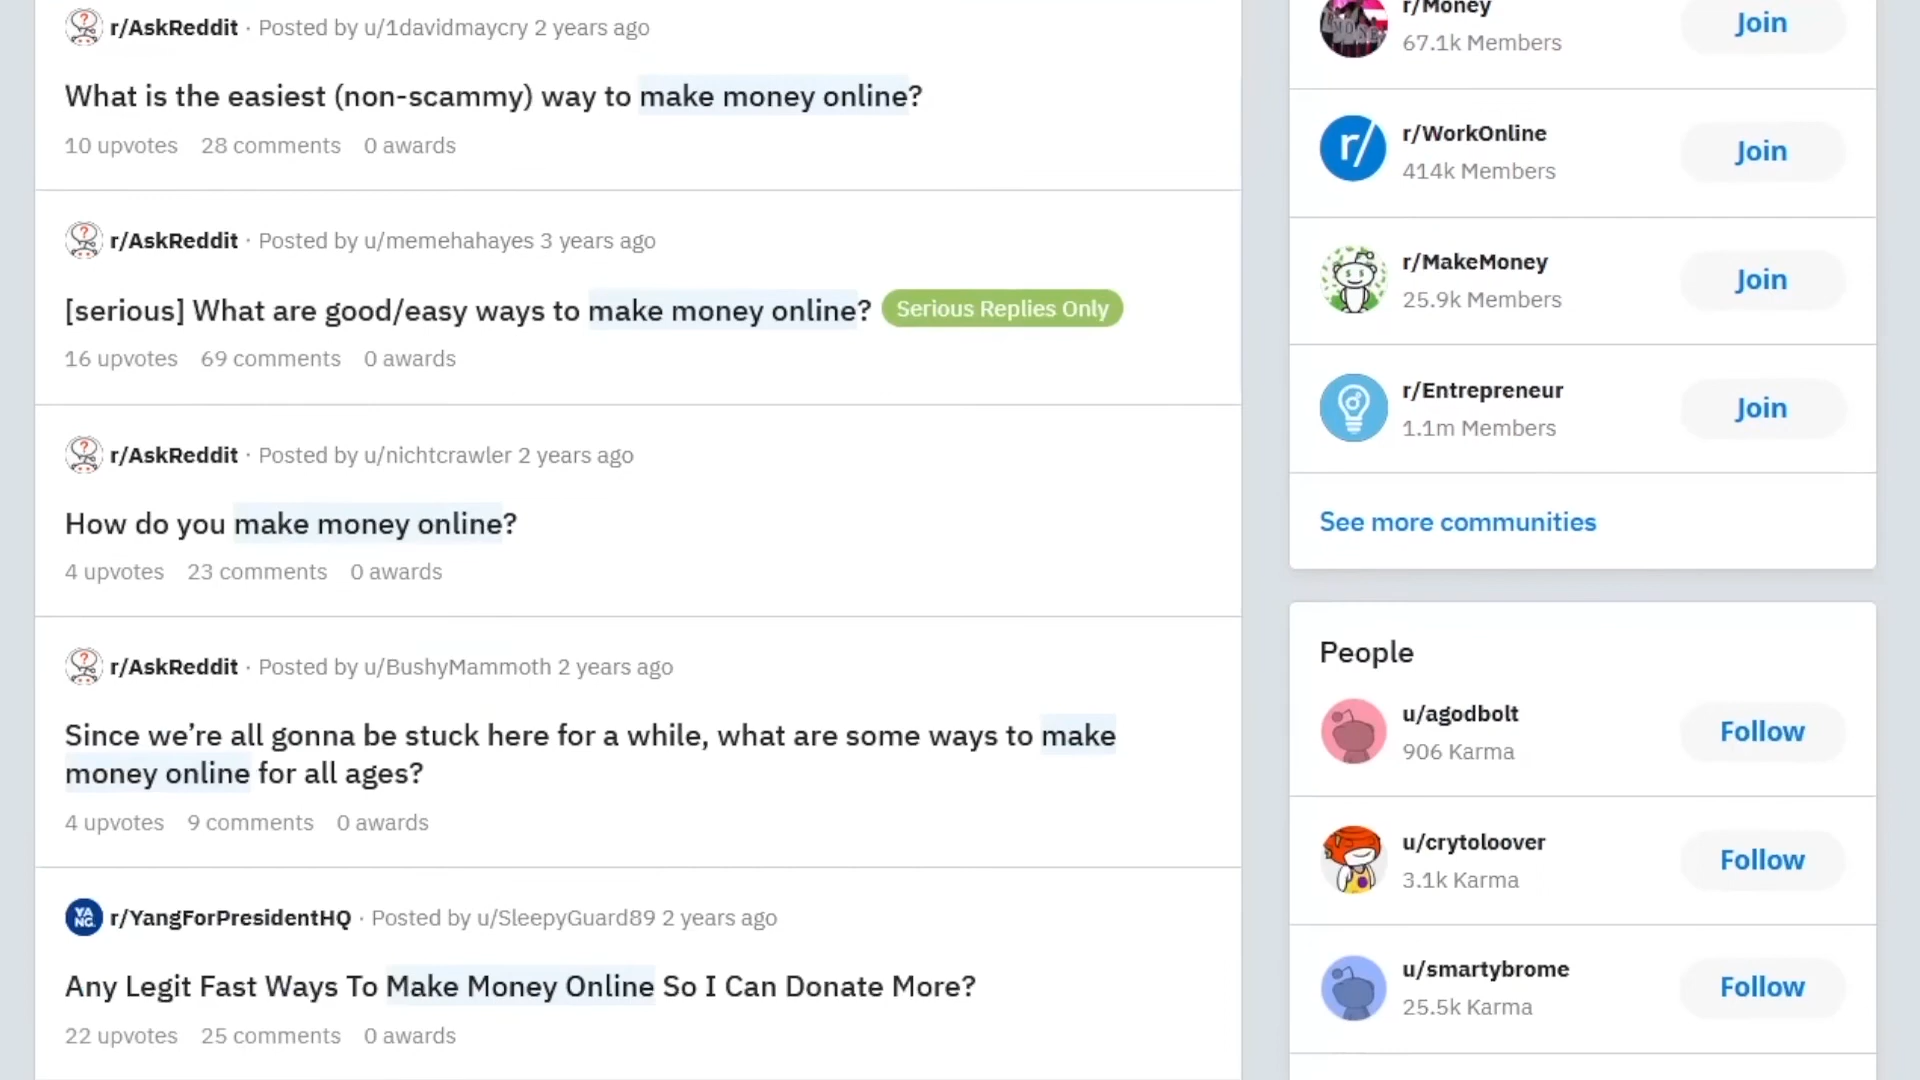 r/AskReddit · Posted by u/1davidmaycry 2 years ago
What is the easiest (non-scammy) way to make money online?
10 upvotes 28 comments 0 awards
r/AskReddit · Posted by u/memehahayes 3 years ago
[serious] What are good/easy ways to make money online? Serious Replies Only
16 upvotes 69 comments 0 awards
r/AskReddit · Posted by u/nichtcrawler 2 years ago
How do you make money online?
4 upvotes 23 comments 0 awards
r/AskReddit · Posted by u/BushyMammoth 2 years ago
Since we’re all gonna be stuck here for a while, what are some ways to make
money online for all ages?
4 upvotes 9 comments 0 awards
YA
NG.
r/YangForPresidentHQ · Posted by u/SleepyGuard89 2 years ago
Any Legit Fast Ways To Make Money Online So I Can Donate More?
22 upvotes 25 comments 0 awards
r/Money
67.1k Members
Join
r/
r/WorkOnline
414k Members
Join
r/MakeMoney
25.9k Members
Join
r/Entrepreneur
1.1m Members
Join
See more communities
People
u/agodbolt
906 Karma
Follow
u/crytoloover
3.1k Karma
Follow
u/smartybrome
25.5k Karma
Follow